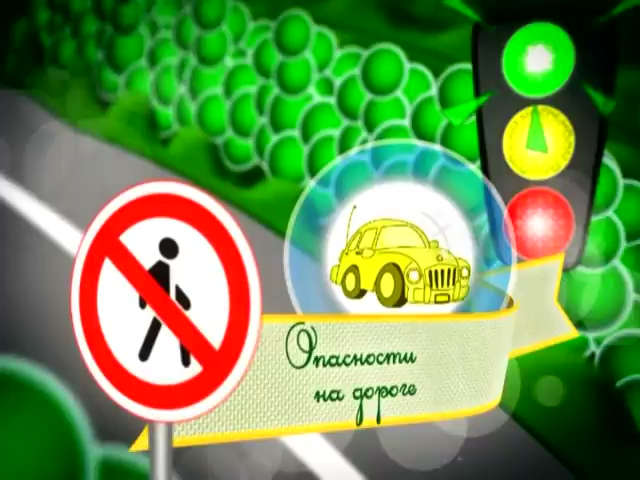 Опасности
на дороге